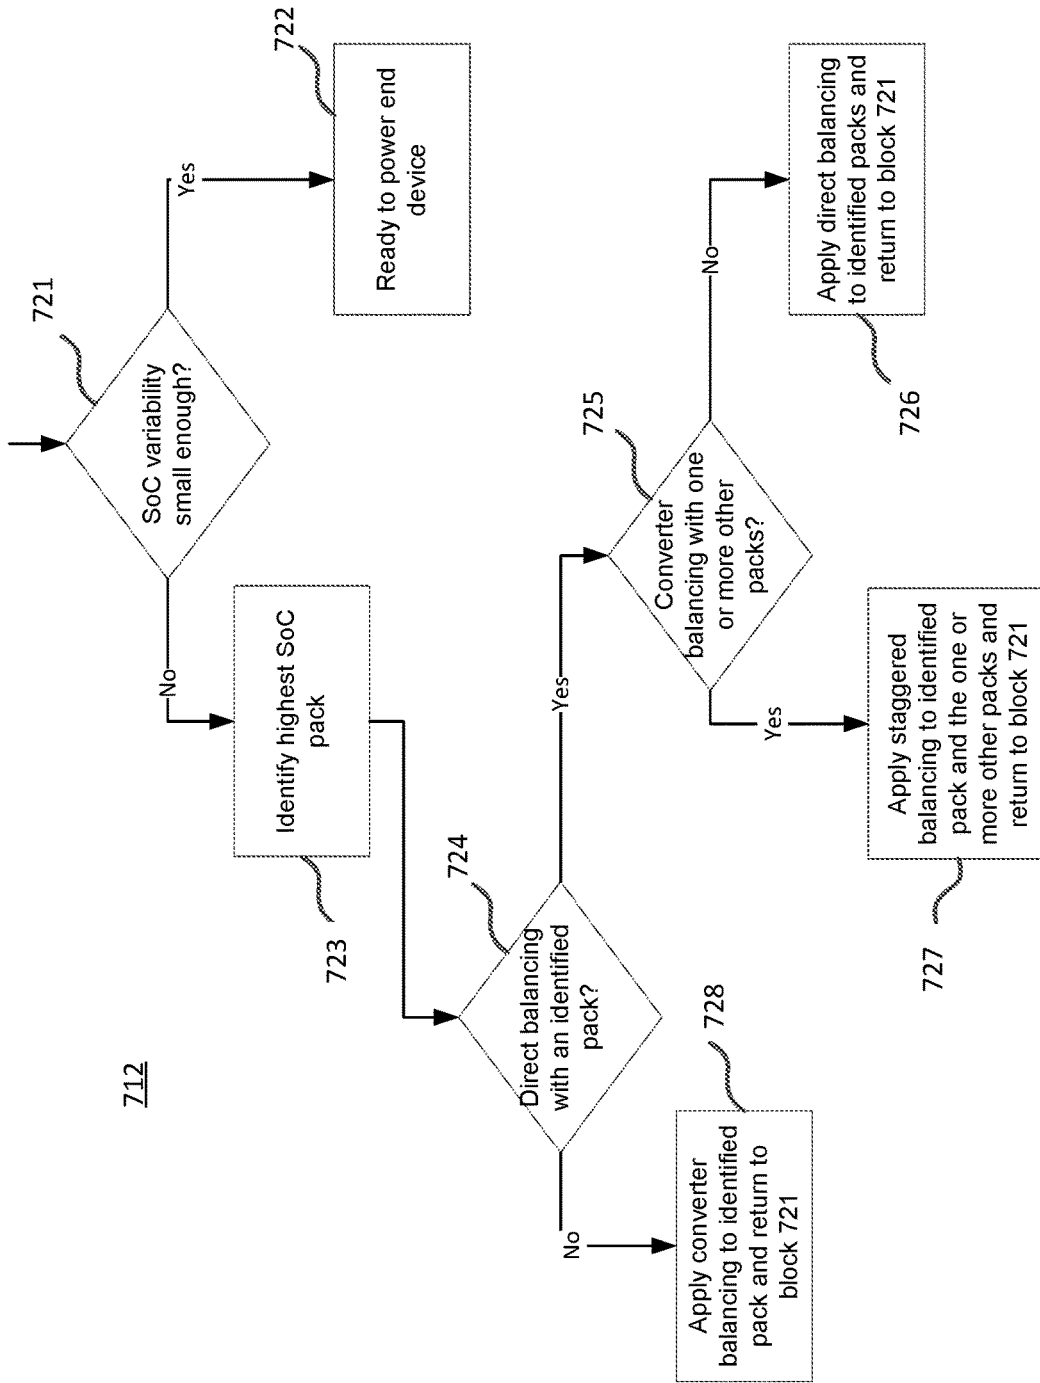 712
721
SoC variability
small enough?
Yes
722
Ready to power end
device
No
723
Identify highest SoC
pack
724
Direct balancing
with an identified
pack?
No
728
Apply converter
balancing to identified
pack and return to
block 721
Yes
725
Converter
balancing with one
or more other
packs?
Yes
727
Apply staggered
balancing to identified
pack and the one or
more other packs and
return to block 721
No
726
Apply direct balancing
to identified packs and
return to block 721